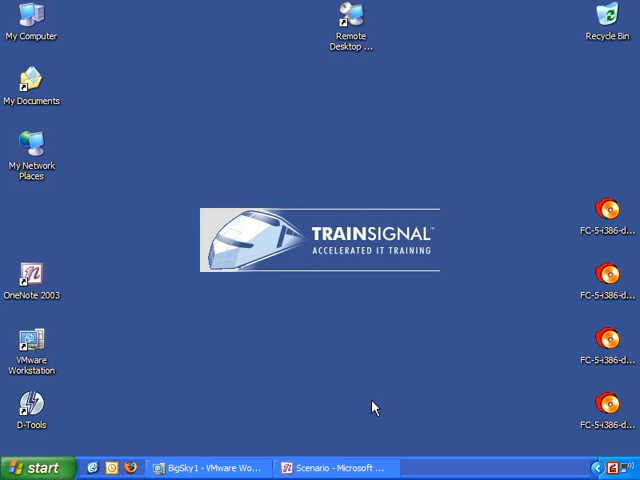 My Computer
Remote
Desktop ...
Recycle Bin
My Documents
My Network
Places
TRAINSIGNAL™
ACCELERATED IT TRAINING
FC-5-i386-d...
OneNote 2003
FC-5-i386-d...
VMware
Workstation
FC-5-i386-d...
D-Tools
FC-5-i386-d...
start
BigSky1 - VMware Wo...
Scenario - Microsoft ...